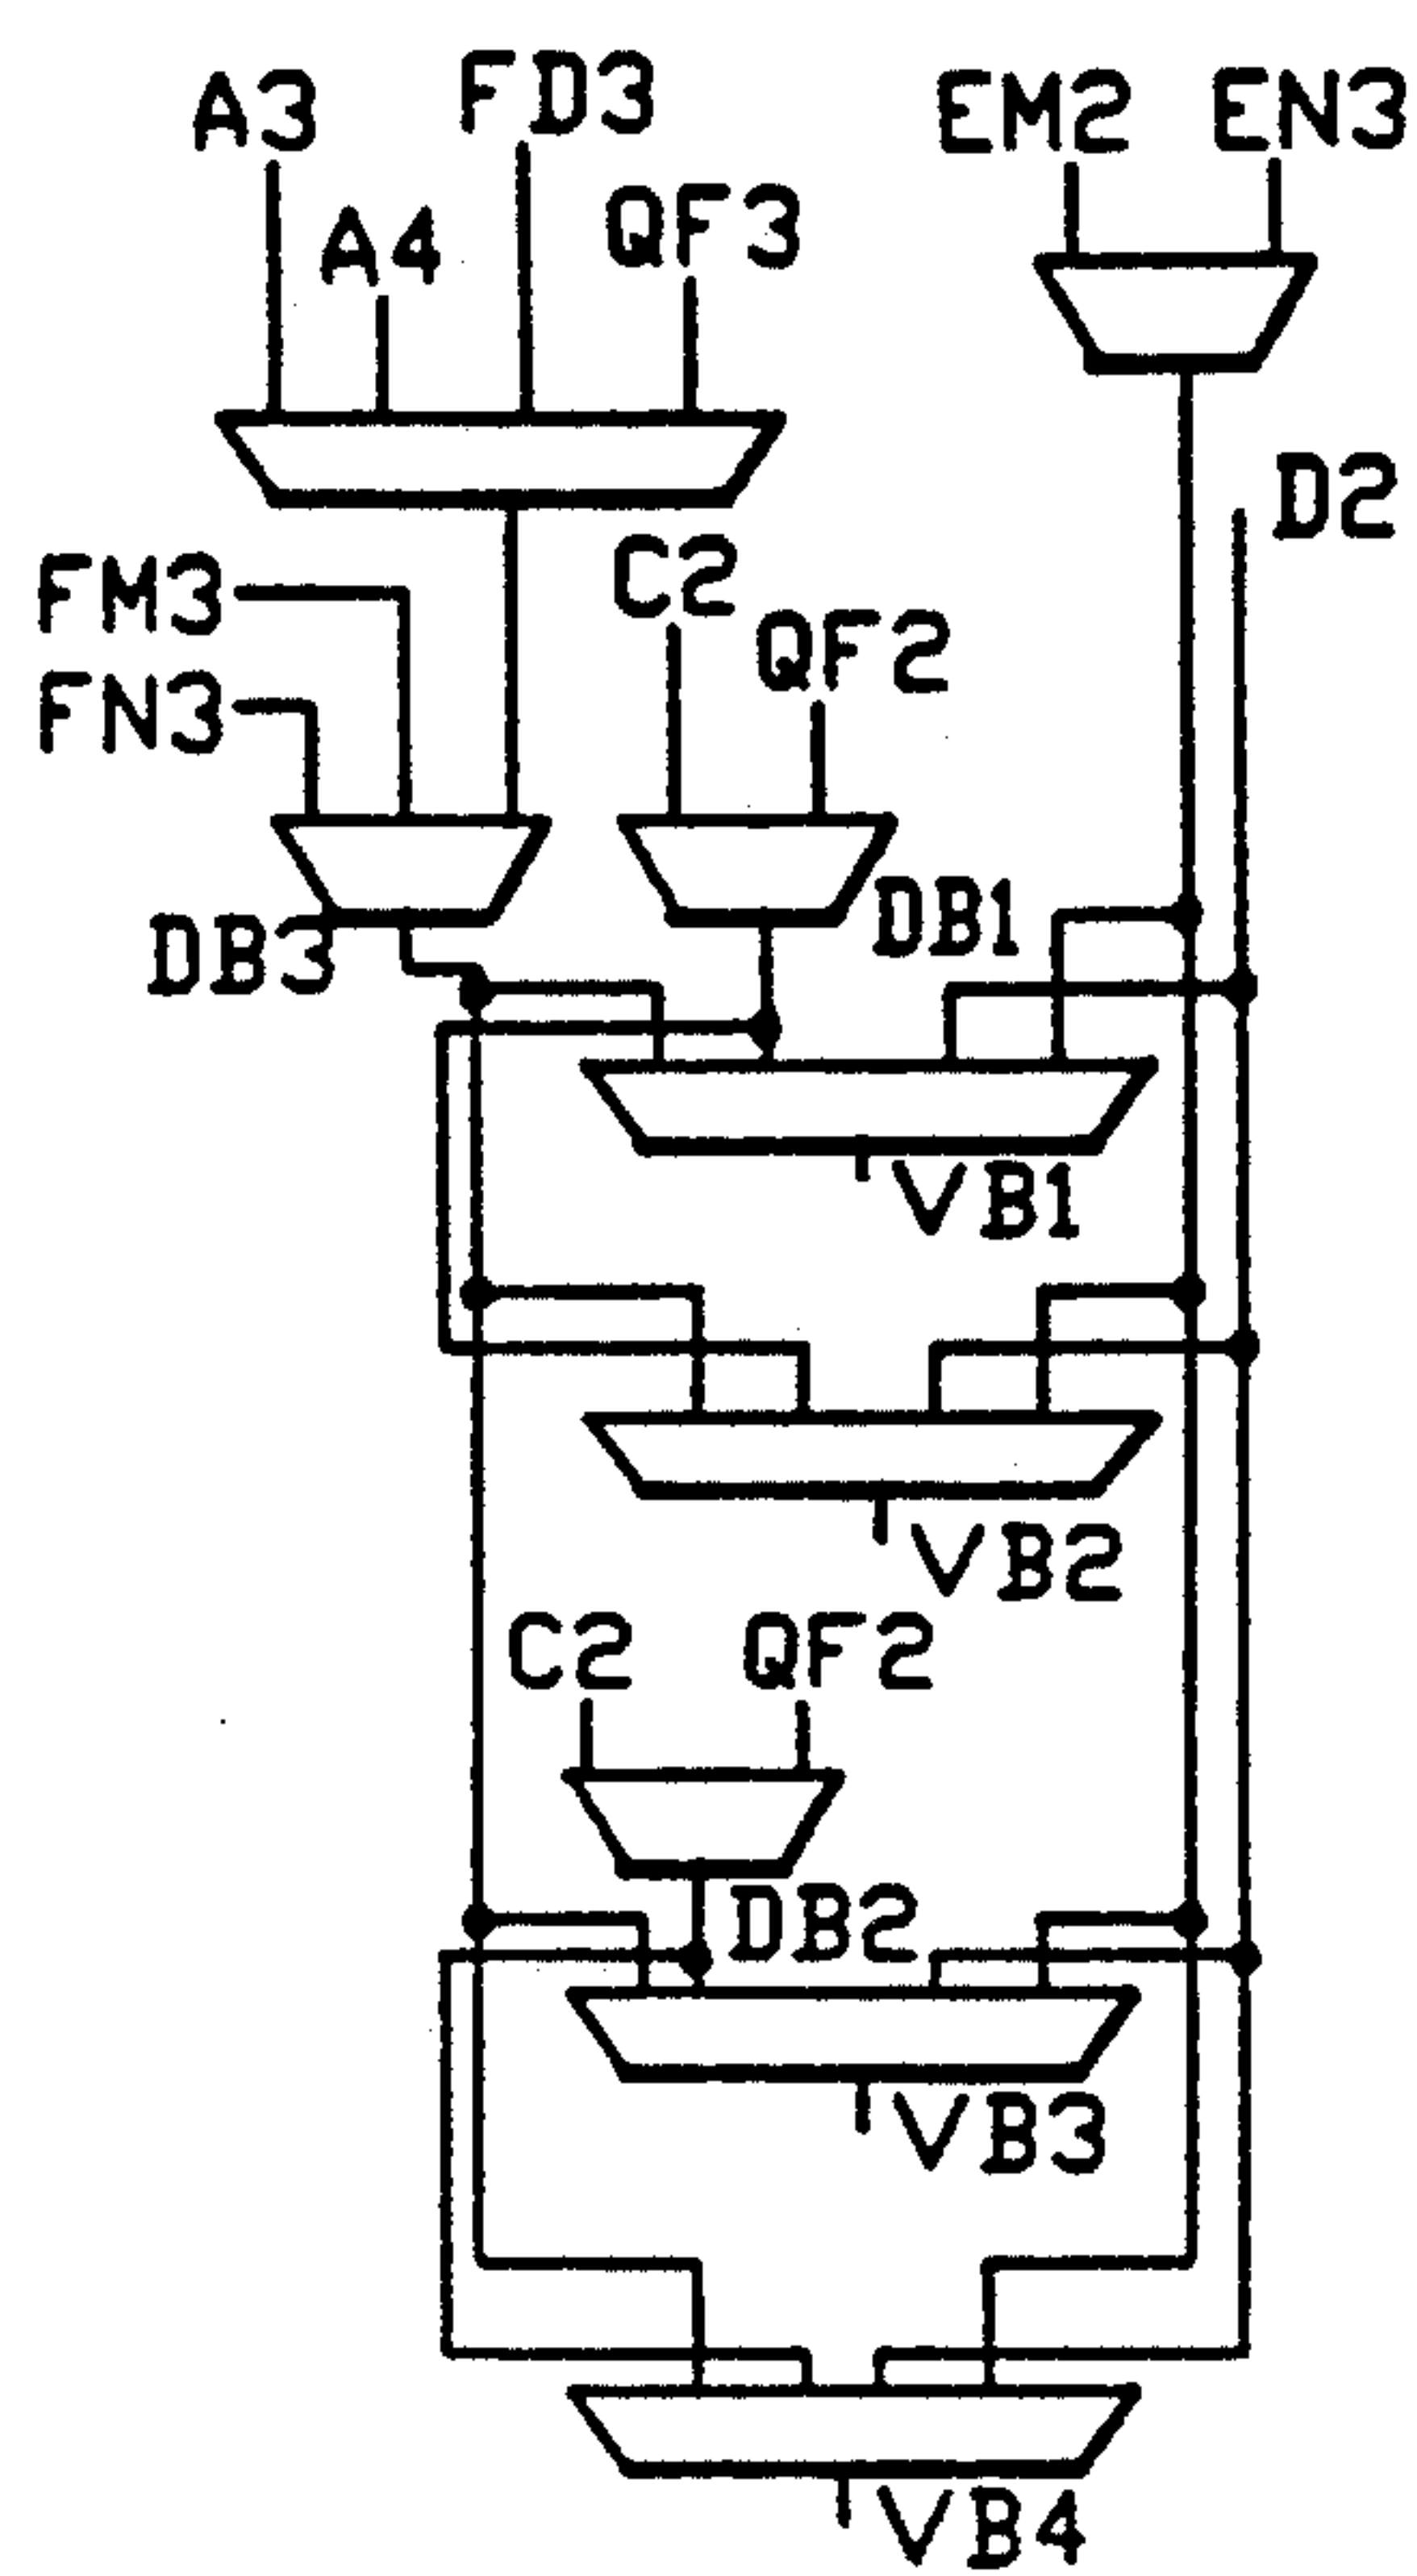 A3 FD3 EM2 EN3
A4 QF3
D2
FM3 C2
QF2
FN3
DB1
DB3
VB1
VB2
C2 QF2
DB2
VB3
VB4